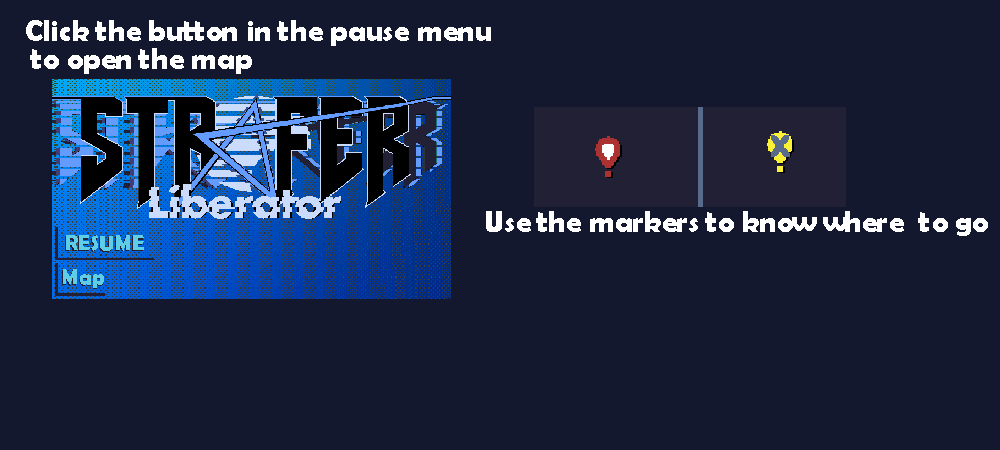 Click the button in the pause menu
to open the map
STRAFER
Liberator
RESUME
Map
Use the markers to know where to go